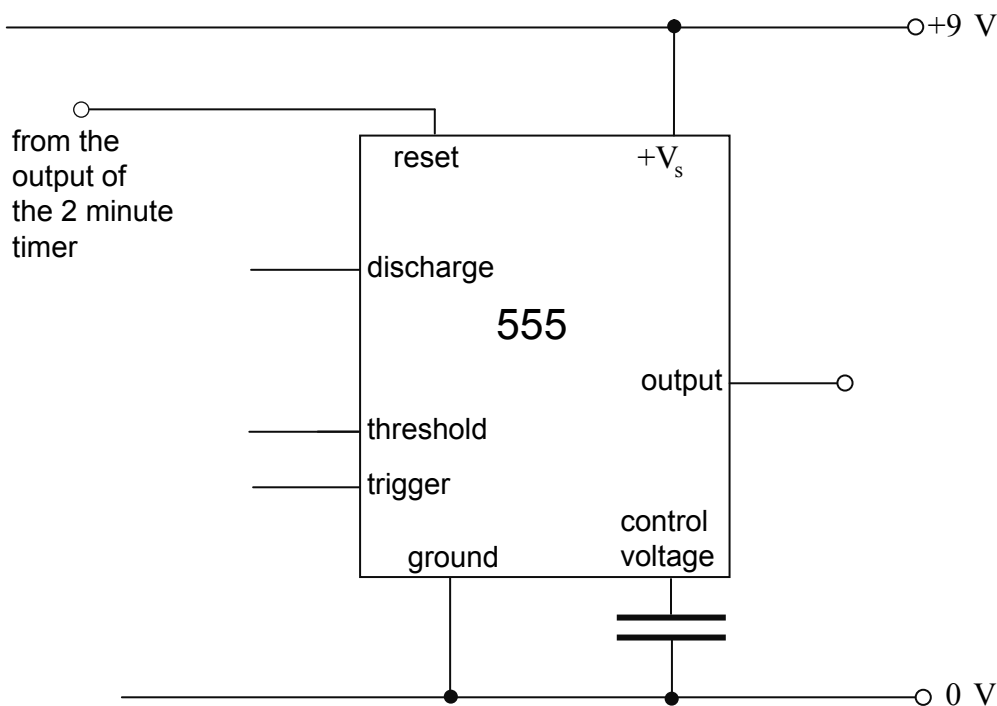 +9 V
from the
output of
the 2 minute
timer
reset
+Vs
discharge
555
output
threshold
trigger
control
voltage
ground
0 V